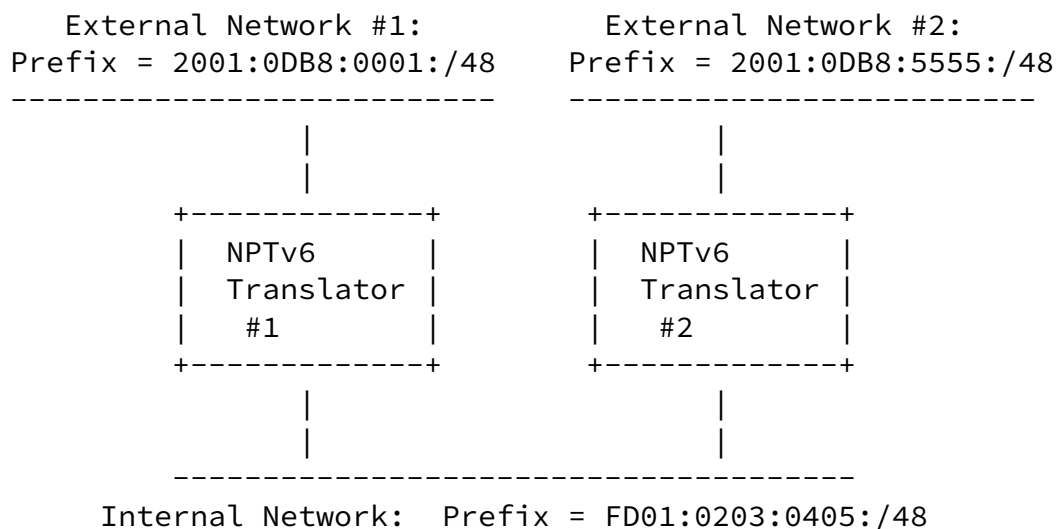 External Network #1: External Network #2:
Prefix = 2001:0DB8:0001:/48 Prefix = 2001:0DB8:5555:/48
--------------------------- --------------------------
| |
| |
+-------------+ +-------------+
| NPTv6 | | NPTv6 |
| Translator | | Translator |
| #1 | | #2 |
+-------------+ +-------------+
| |
| |
--------------------------------------
Internal Network: Prefix = FD01:0203:0405:/48